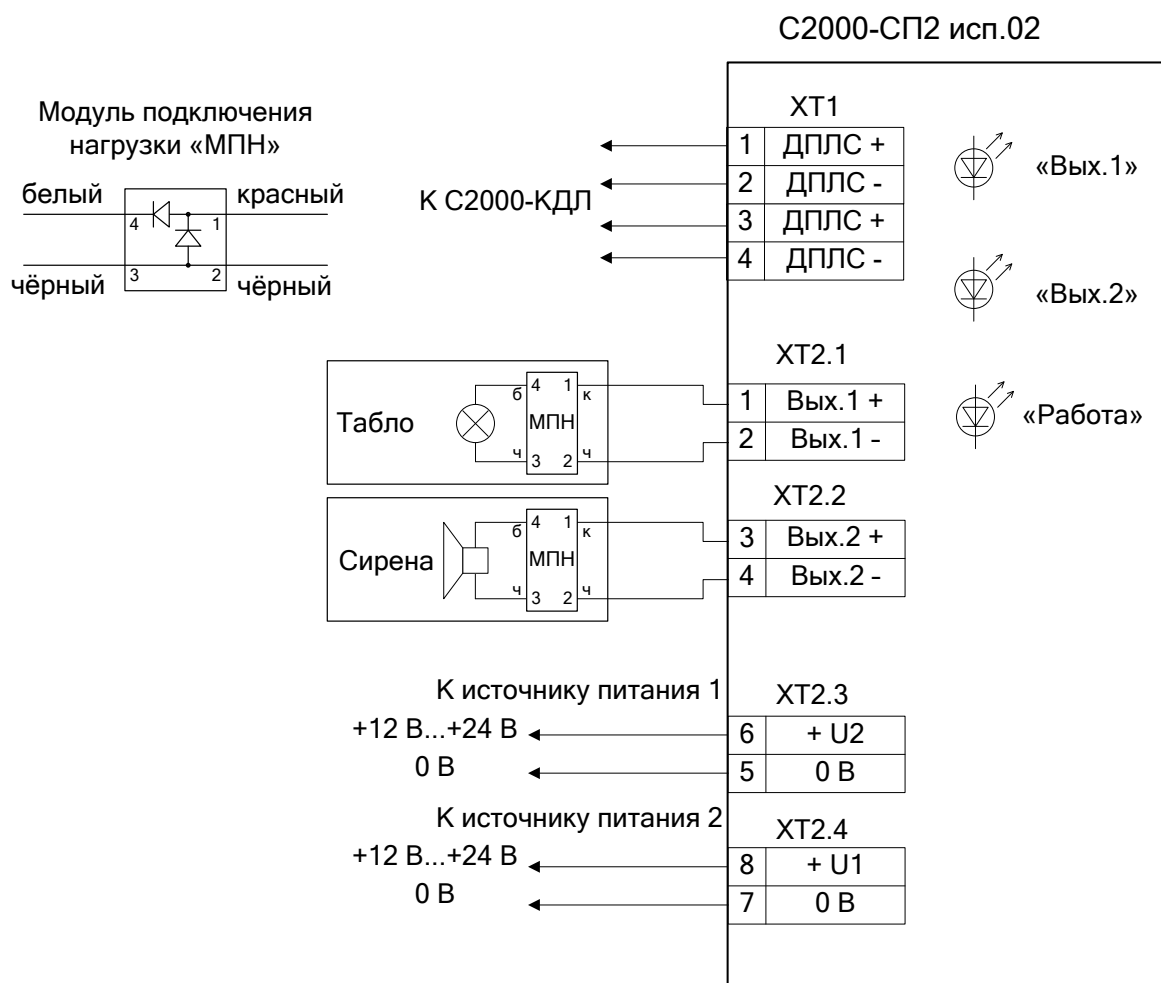 С2000-СП2 исп.02
Модуль подключения
нагрузки «МПН»
белый
красный
4
1
3
2
чёрный
чёрный
К С2000-КДЛ
XT1
1 ДПЛС +
2 ДПЛС -
3 ДПЛС +
4 ДПЛС -
«Вых.1»
«Вых.2»
«Работа»
XT2.1
1 Вых.1 +
2 Вых.1 -
Табло
б 4 1 к
МПН
ч 3 2 ч
XT2.2
3 Вых.2 +
4 Вых.2 -
Сирена
б 4 1 к
МПН
ч 3 2 ч
К источнику питания 1
+12 В...+24 В
0 В
XT2.3
6 + U2
5 0 В
К источнику питания 2
+12 В...+24 В
0 В
XT2.4
8 + U1
7 0 В